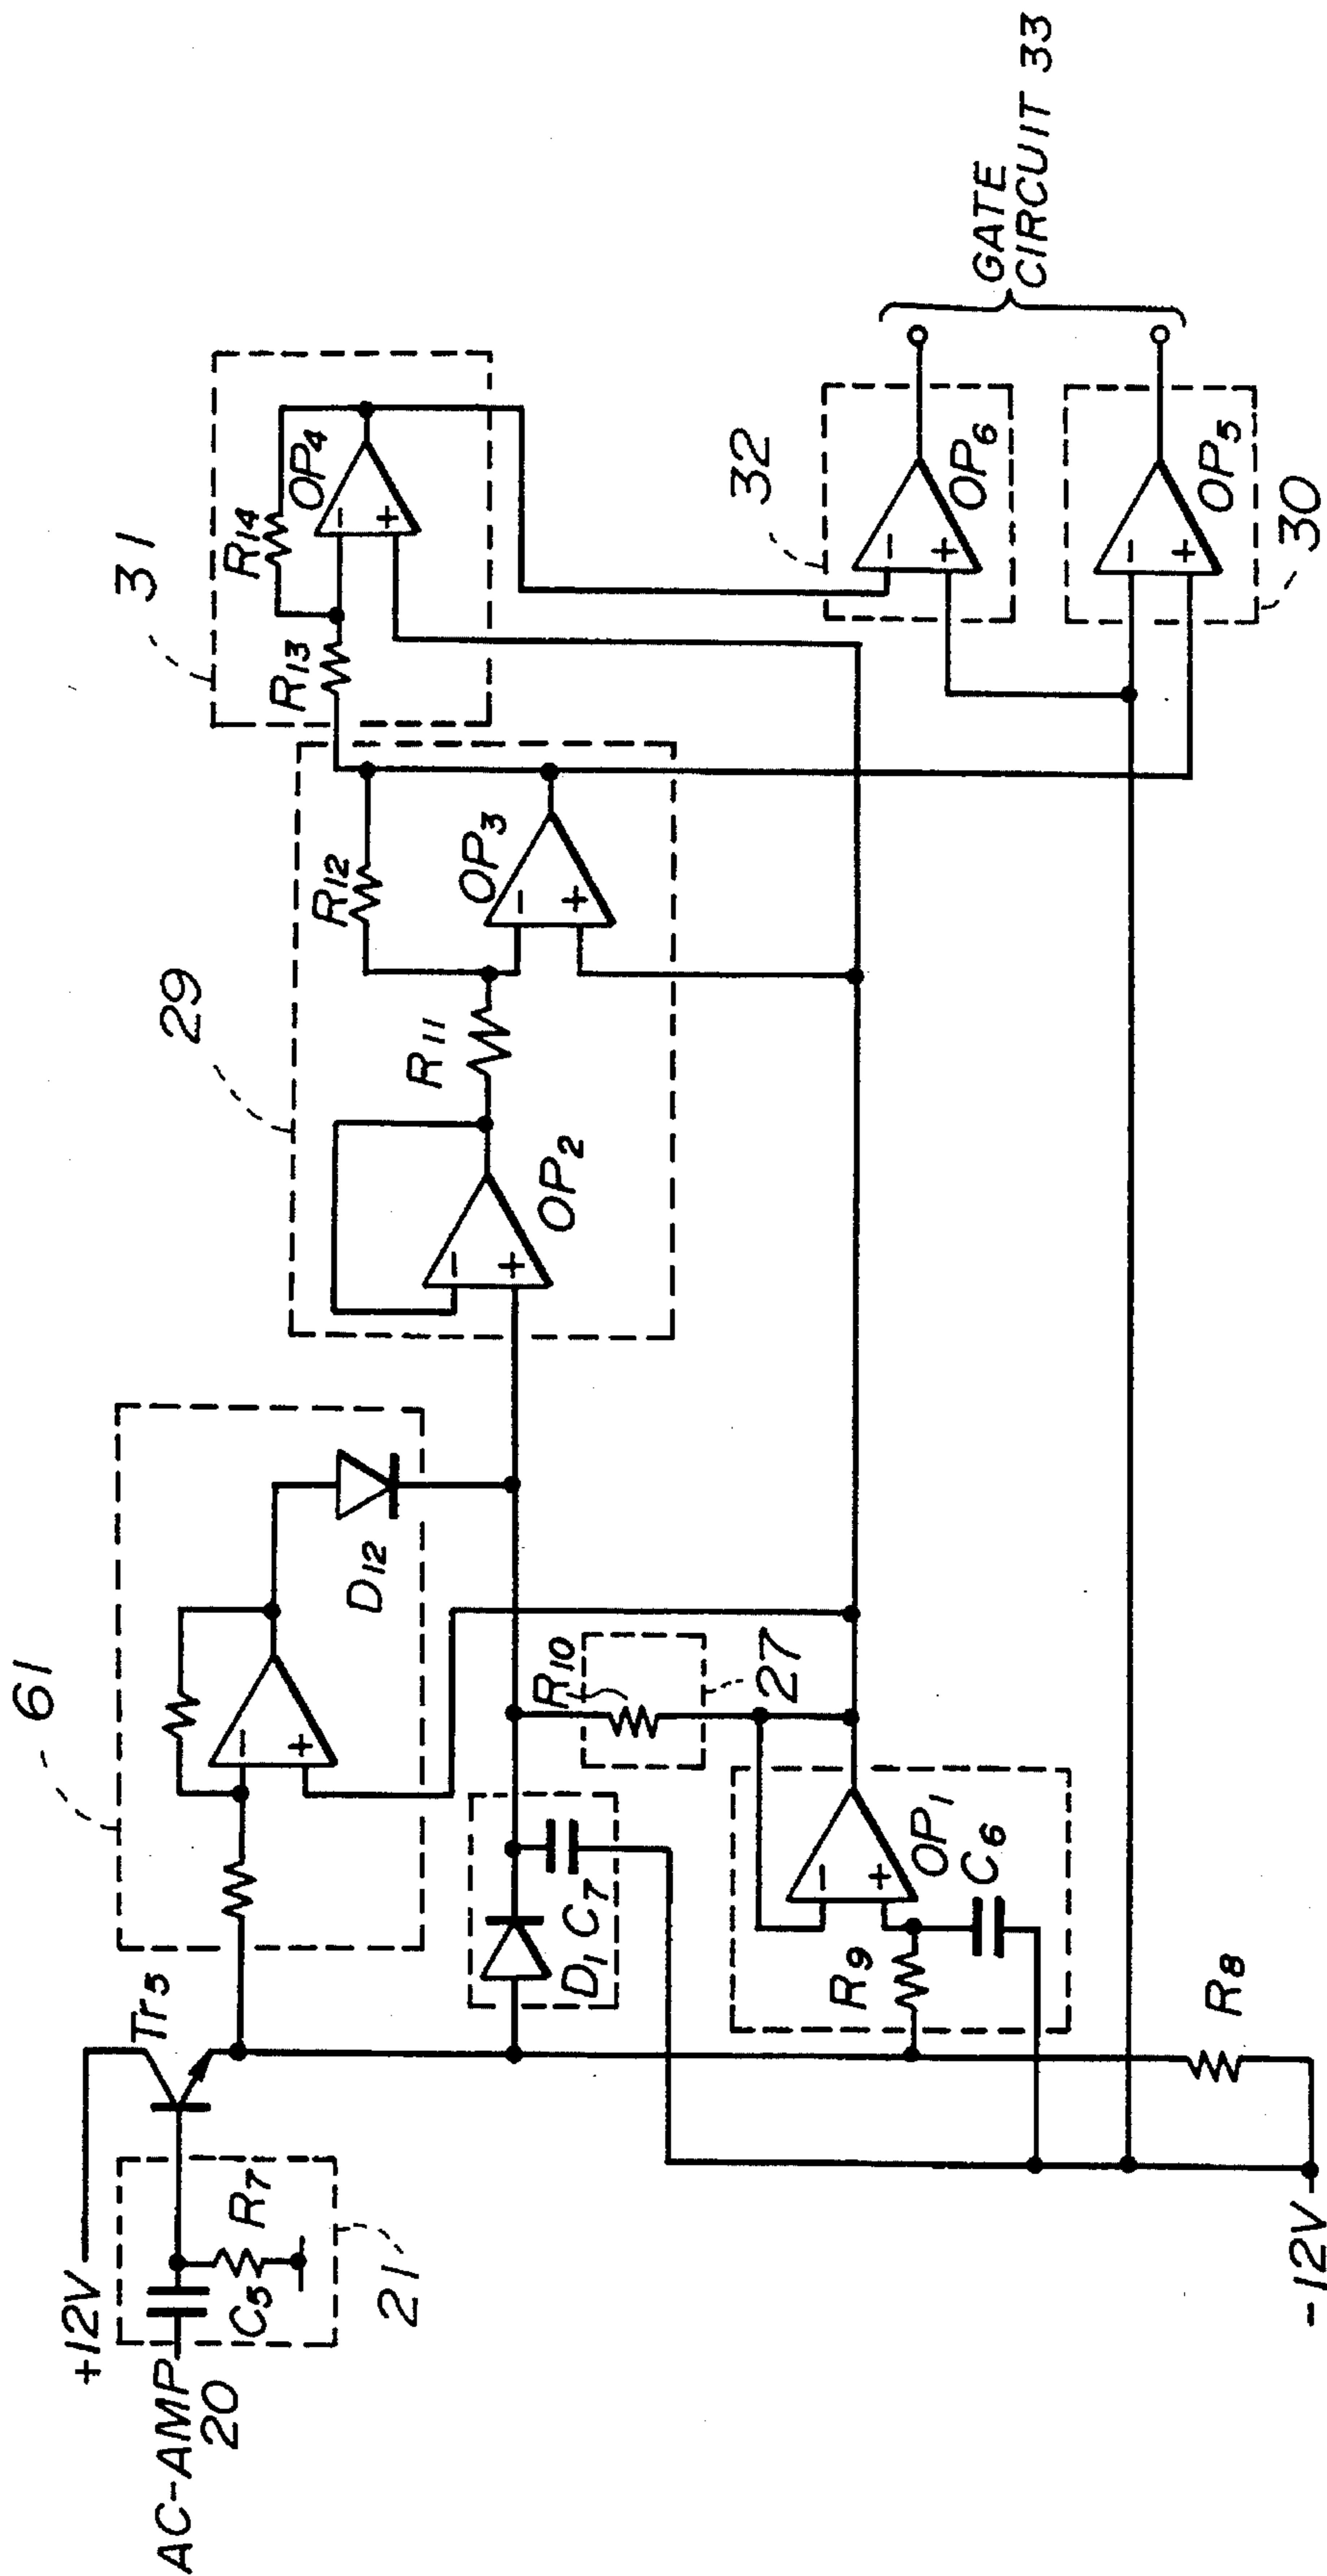 61
31
29
+12V
Tr5
AC-AMP
20
C5
R7
21
D12
R14
OP4
R13
R12
OP3
R11
OP2
R10
27
D1
C7
R9
OP1
C6
R8
-12V
32
OP6
OP5
30
GATE
CIRCUIT 33
- + - + - + - + - + - + - +